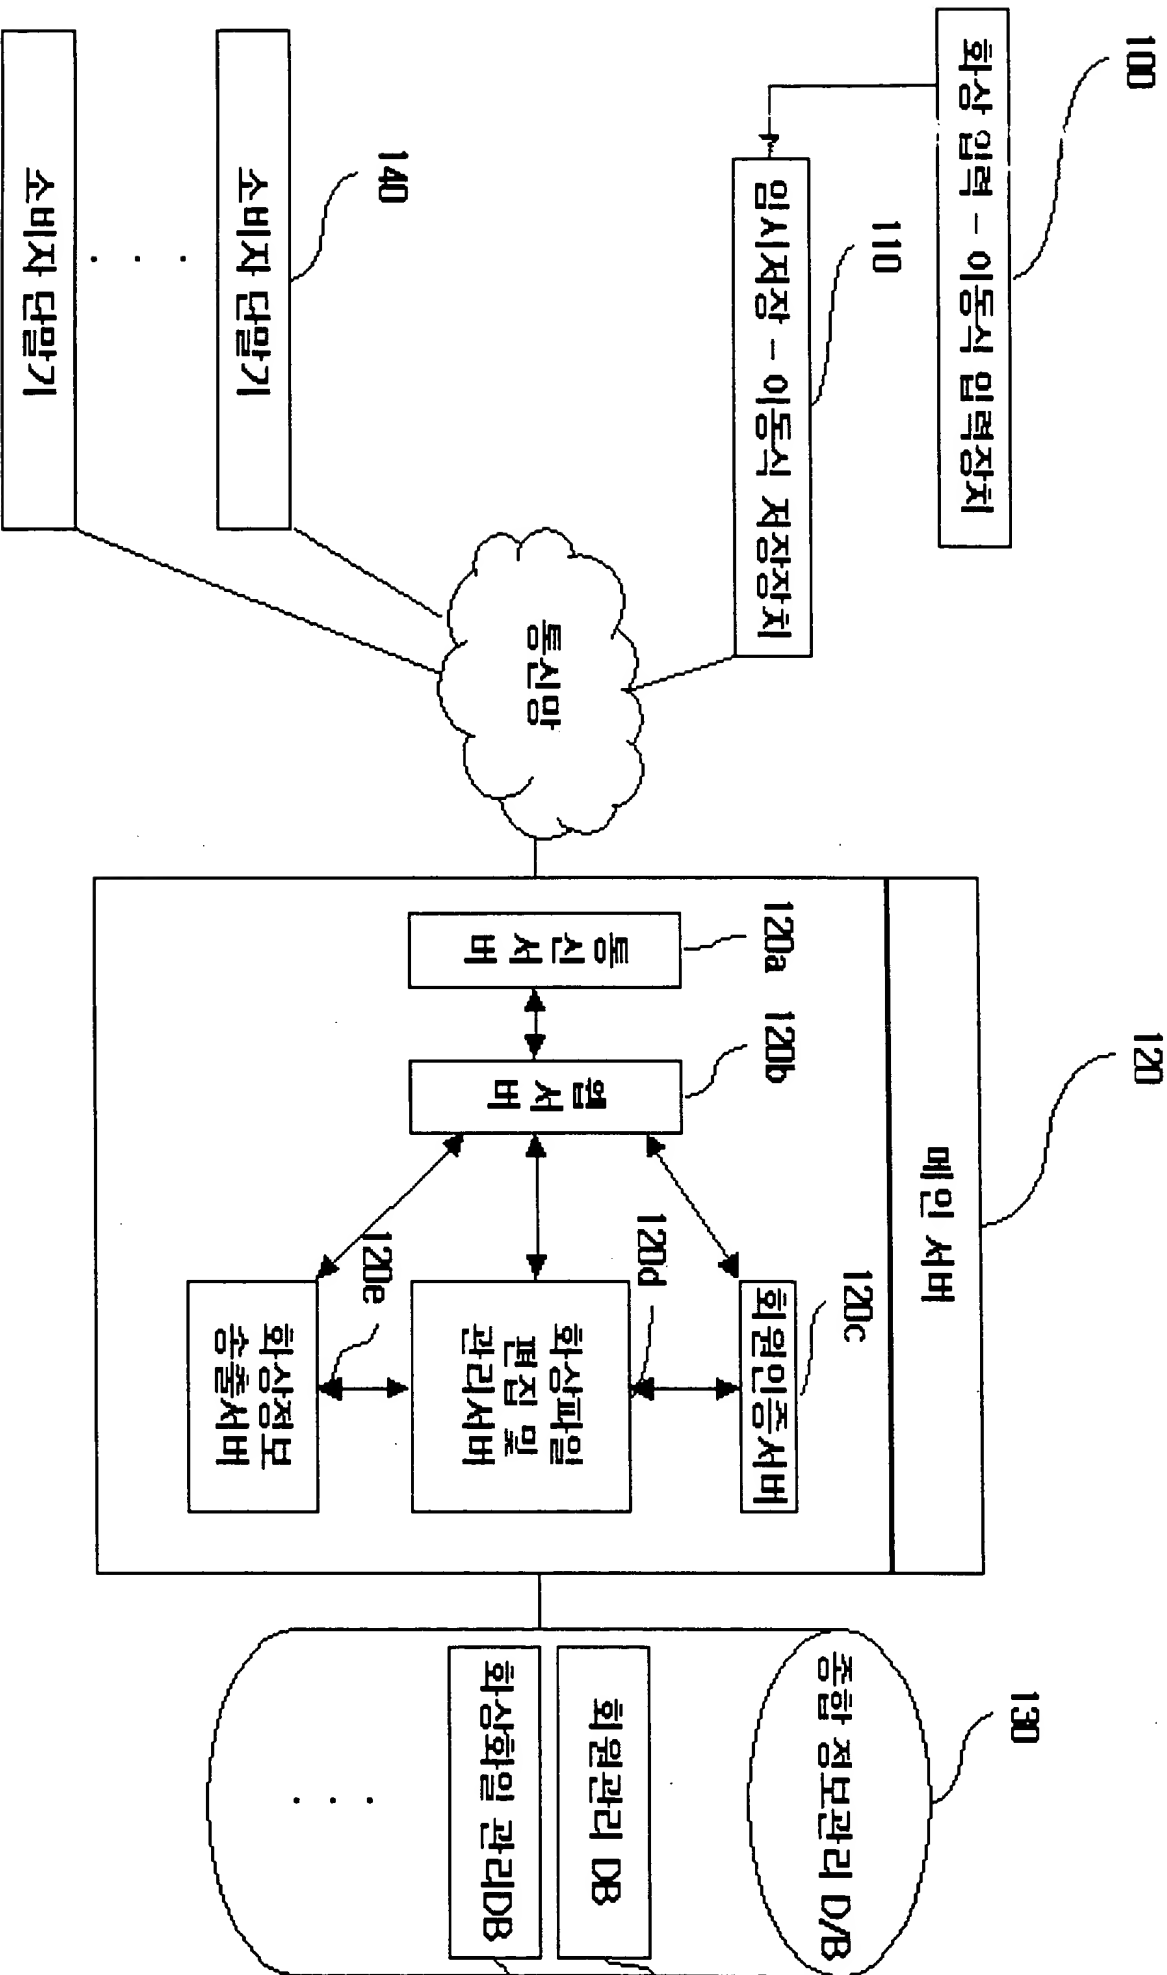 100
화상 입력 - 이동식 입력장치
110
임시저장 - 이동식 저장장치
140
소비자 단말기
소비자 단말기
통신망
120
메인 서버
120a
통신서버
120b
웹서버
120c
회원인증서버
120d
화상파일
편집 및
관리서버
120e
화상정보
송출서버
130
종합 정보관리 D/B
회원관리 DB
화상화일 관리DB